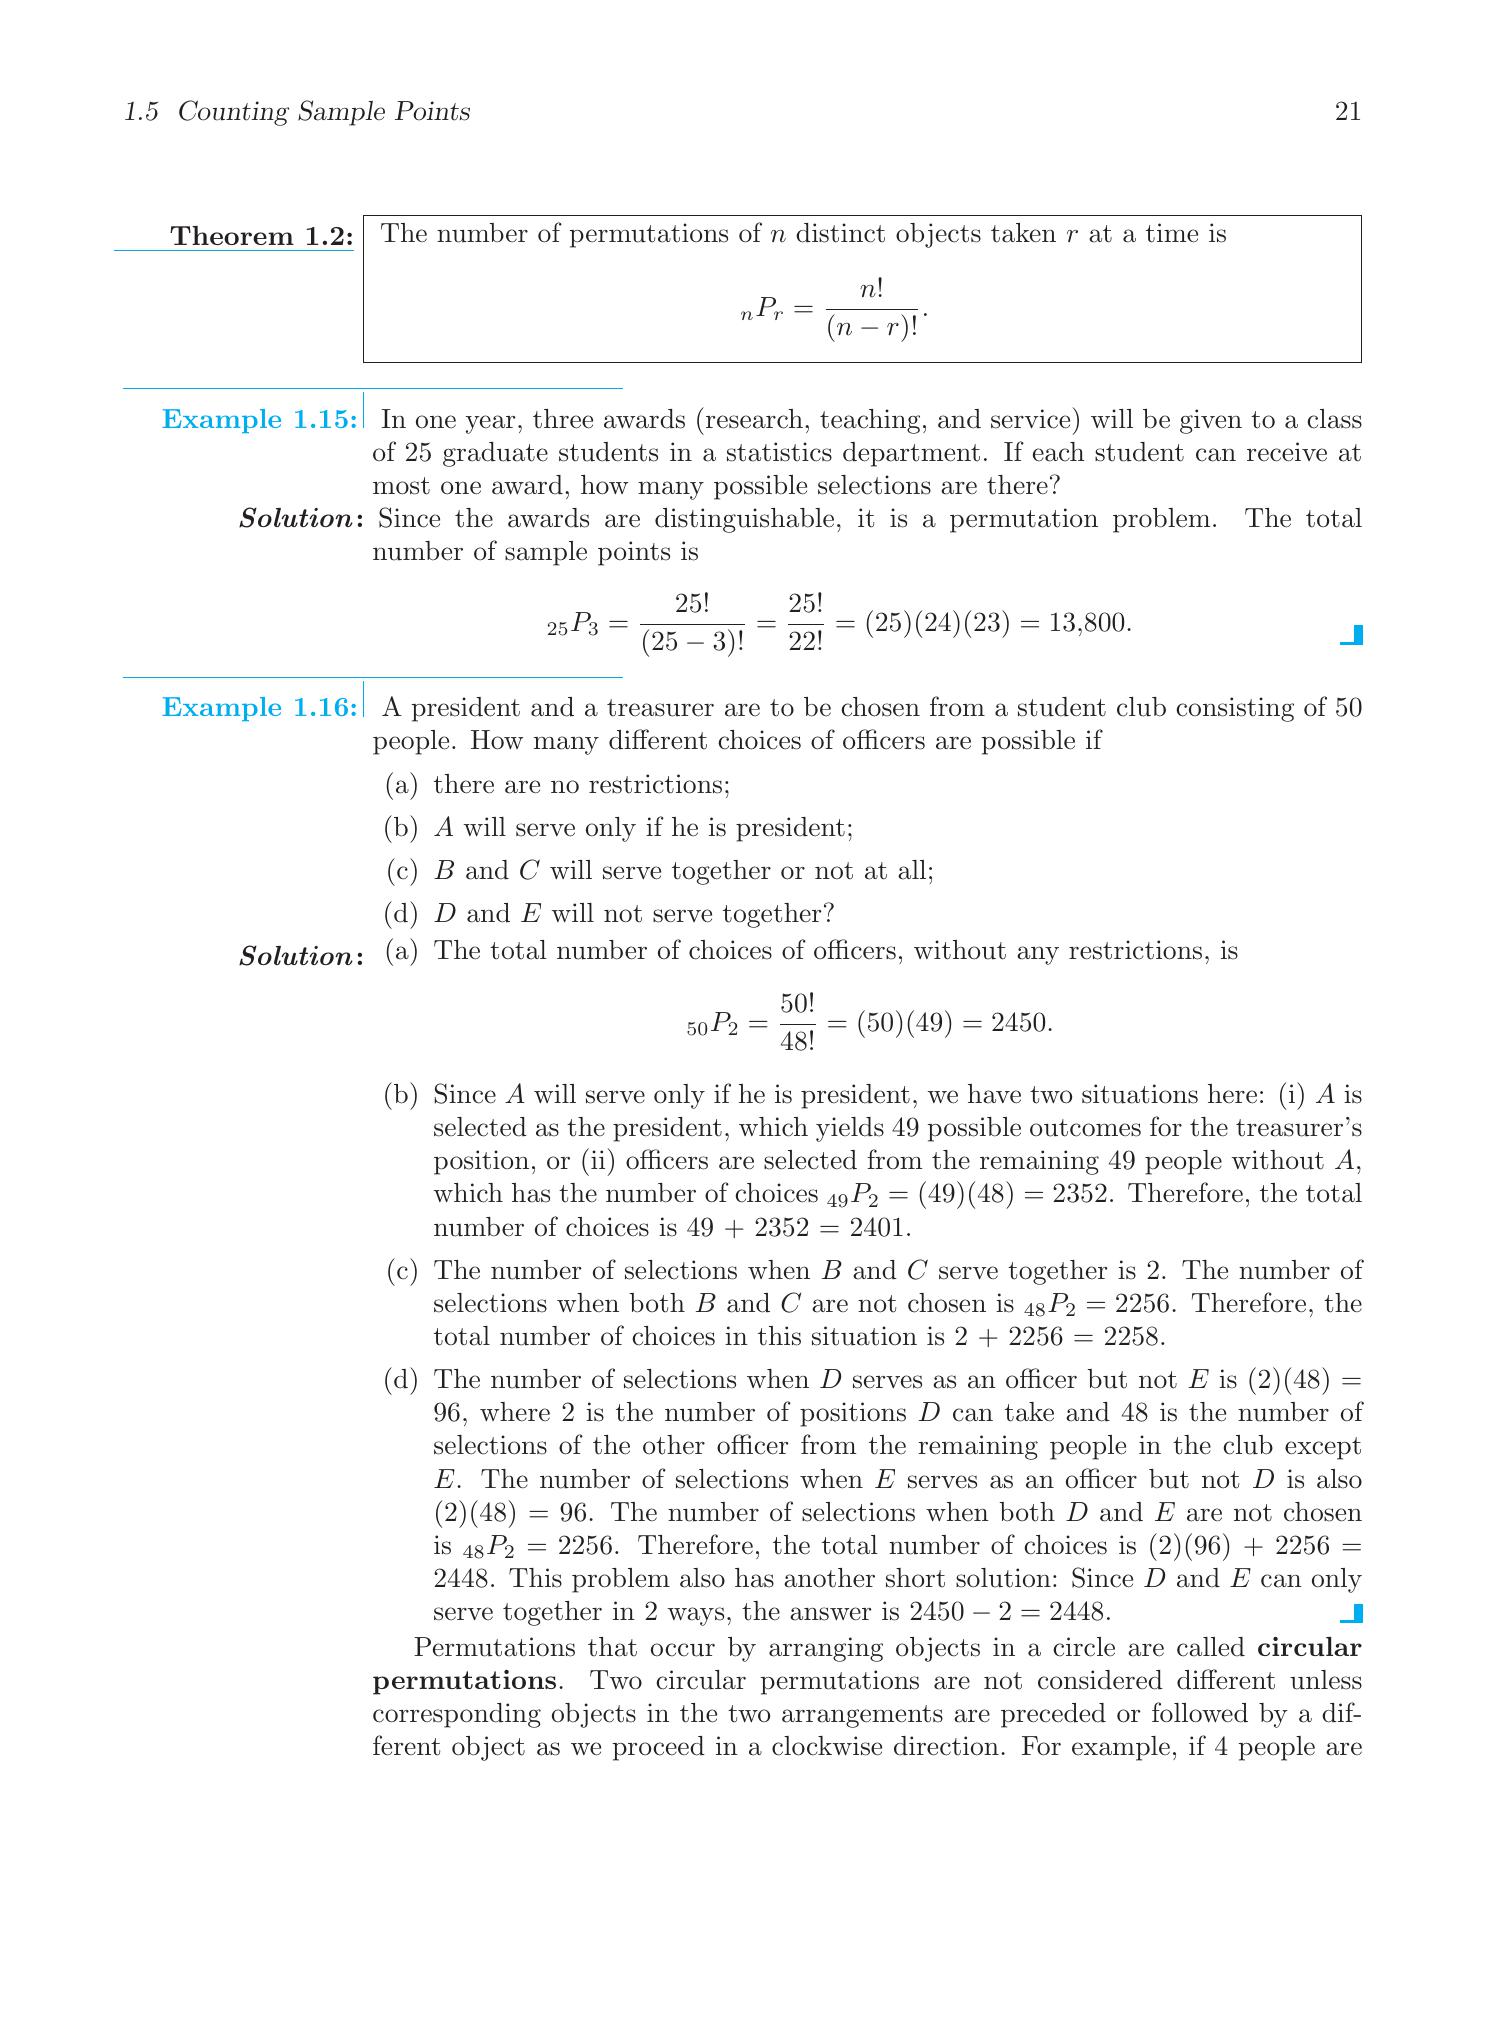 1.5 Counting Sample Points 21
Theorem 1.2: The number of permutations of n distinct objects taken r at a time is
nPr = n!/(n − r)!.
Example 1.15: In one year, three awards (research, teaching, and service) will be given to a class
of 25 graduate students in a statistics department. If each student can receive at
most one award, how many possible selections are there?
Solution: Since the awards are distinguishable, it is a permutation problem. The total
number of sample points is
25P3 = 25!/(25 − 3)! = 25!/22! = (25)(24)(23) = 13,800.
Example 1.16: A president and a treasurer are to be chosen from a student club consisting of 50
people. How many different choices of officers are possible if
(a) there are no restrictions;
(b) A will serve only if he is president;
(c) B and C will serve together or not at all;
(d) D and E will not serve together?
Solution: (a) The total number of choices of officers, without any restrictions, is
50P2 = 50!/48! = (50)(49) = 2450.
(b) Since A will serve only if he is president, we have two situations here: (i) A is
selected as the president, which yields 49 possible outcomes for the treasurer's
position, or (ii) officers are selected from the remaining 49 people without A,
which has the number of choices 49P2 = (49)(48) = 2352. Therefore, the total
number of choices is 49 + 2352 = 2401.
(c) The number of selections when B and C serve together is 2. The number of
selections when both B and C are not chosen is 48P2 = 2256. Therefore, the
total number of choices in this situation is 2 + 2256 = 2258.
(d) The number of selections when D serves as an officer but not E is (2)(48) =
96, where 2 is the number of positions D can take and 48 is the number of
selections of the other officer from the remaining people in the club except
E. The number of selections when E serves as an officer but not D is also
(2)(48) = 96. The number of selections when both D and E are not chosen
is 48P2 = 2256. Therefore, the total number of choices is (2)(96) + 2256 =
2448. This problem also has another short solution: Since D and E can only
serve together in 2 ways, the answer is 2450 − 2 = 2448.
Permutations that occur by arranging objects in a circle are called circular
permutations. Two circular permutations are not considered different unless
corresponding objects in the two arrangements are preceded or followed by a dif-
ferent object as we proceed in a clockwise direction. For example, if 4 people are